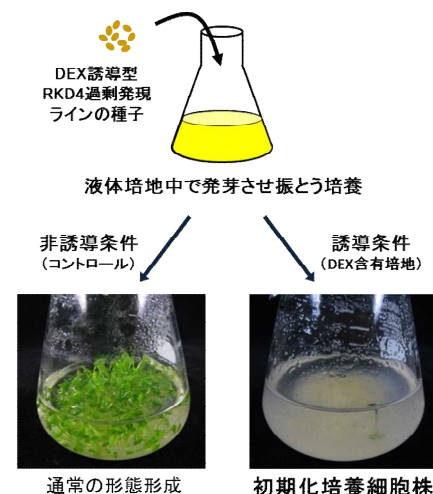 DEX誘導型
RKD4過剰発現
ラインの種子
液体培地中で発芽させ振とう培養
非誘導条件
（コントロール）
誘導条件
（DEX含有培地）
通常の形態形成
初期化培養細胞株